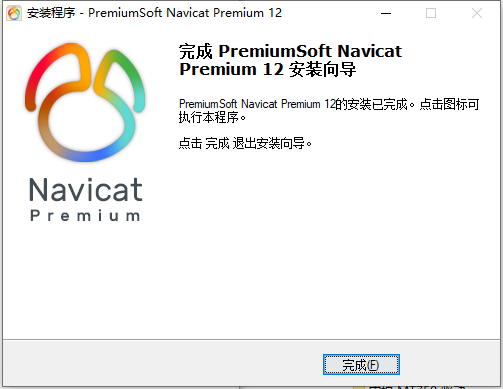 安装程序 - PremiumSoft Navicat Premium 12
完成 PremiumSoft Navicat
Premium 12 安装向导
PremiumSoft Navicat Premium 12的安装已完成。点击图标可
执行本程序。
点击 完成 退出安装向导。
Navicat
Premium
完成(F)